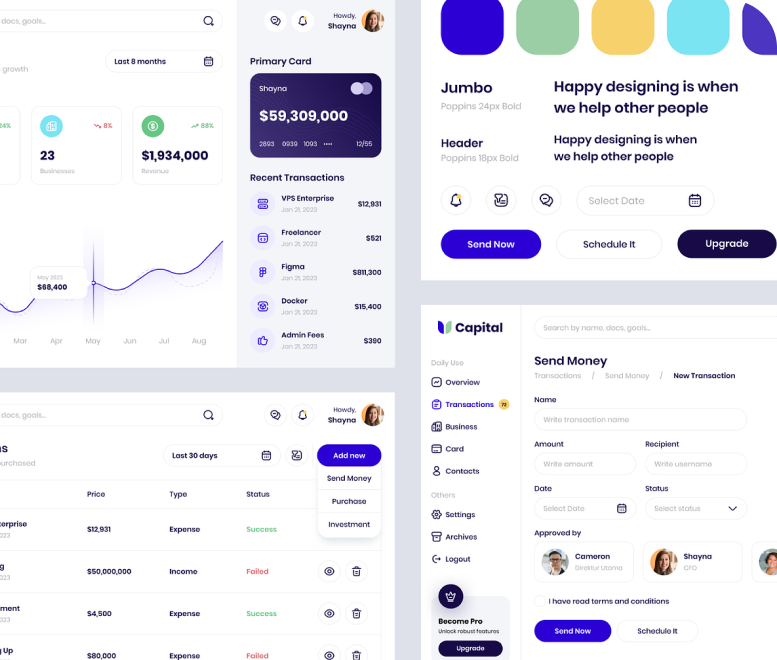 docs, goals...
Howdy,
Shayna
growth
Last 8 months
24%
8%
23
Businesses
88%
$1,934,000
Revenue
May 2023
$68,400
Mar Apr May Jun Jul Aug
Primary Card
Shayna
$59,309,000
2893 0939 1093 •••• 12/55
Recent Transactions
VPS Enterprise
Jan 21, 2023
$12,931
Freelancer
Jan 21, 2023
$521
Figma
Jan 21, 2023
$811,300
Docker
Jan 21, 2023
$15,400
Admin Fees
Jan 21, 2023
$390
Jumbo
Poppins 24px Bold
Happy designing is when
we help other people
Header
Poppins 18px Bold
Happy designing is when
we help other people
Select Date
Send Now
Schedule It
Upgrade
docs, goals...
Howdy,
Shayna
ns
urchased
Last 30 days
Add new
Send Money
Purchase
Investment
Price Type Status
terprise
023
$12,931 Expense Success
g
023
$50,000,000 Income Failed
ment
023
$4,500 Expense Success
g Up
$80,000 Expense Failed
Capital
Daily Use
Overview
Transactions 72
Business
Card
Contacts
Others
Settings
Archives
Logout
Become Pro
Unlock robust features
Upgrade
Search by name, docs, goals...
Send Money
Transactions / Send Money / New Transaction
Name
Write transaction name
Amount
Write amount
Recipient
Write username
Date
Select Date
Status
Select status
Approved by
Cameron
Direktur Utama
Shayna
CFO
I have read terms and conditions
Send Now
Schedule It